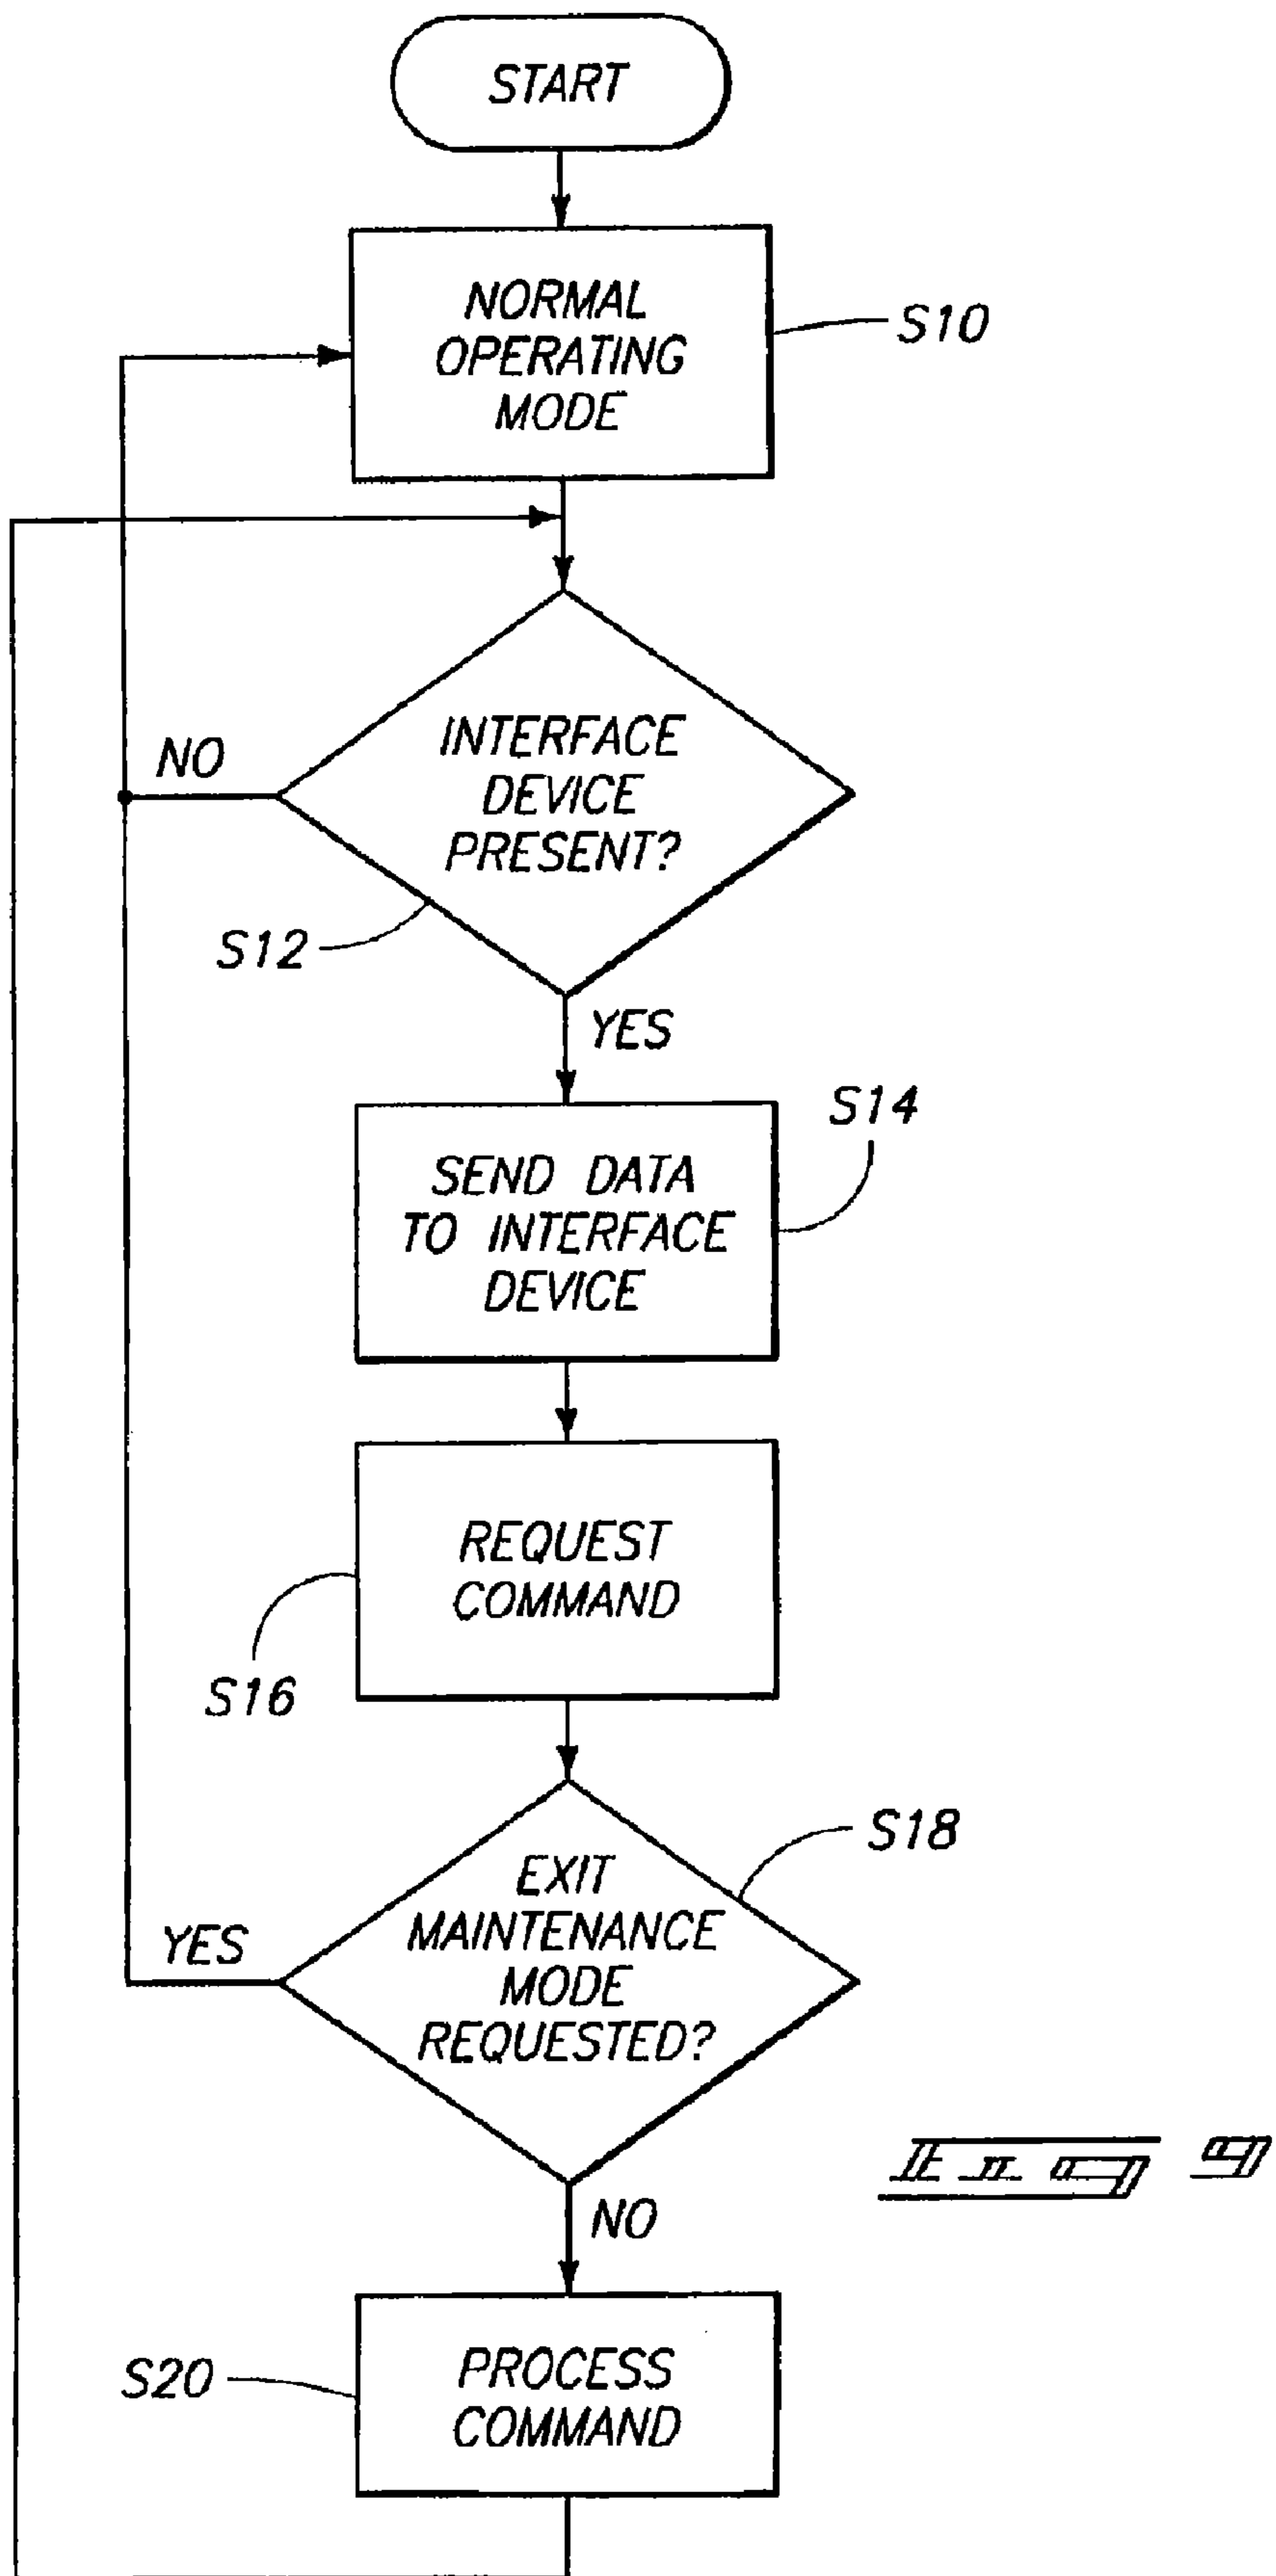 START
NORMAL
OPERATING
MODE
S10
INTERFACE
DEVICE
PRESENT?
NO
S12
YES
SEND DATA
TO INTERFACE
DEVICE
S14
REQUEST
COMMAND
S16
EXIT
MAINTENANCE
MODE
REQUESTED?
S18
YES
NO
PROCESS
COMMAND
S20